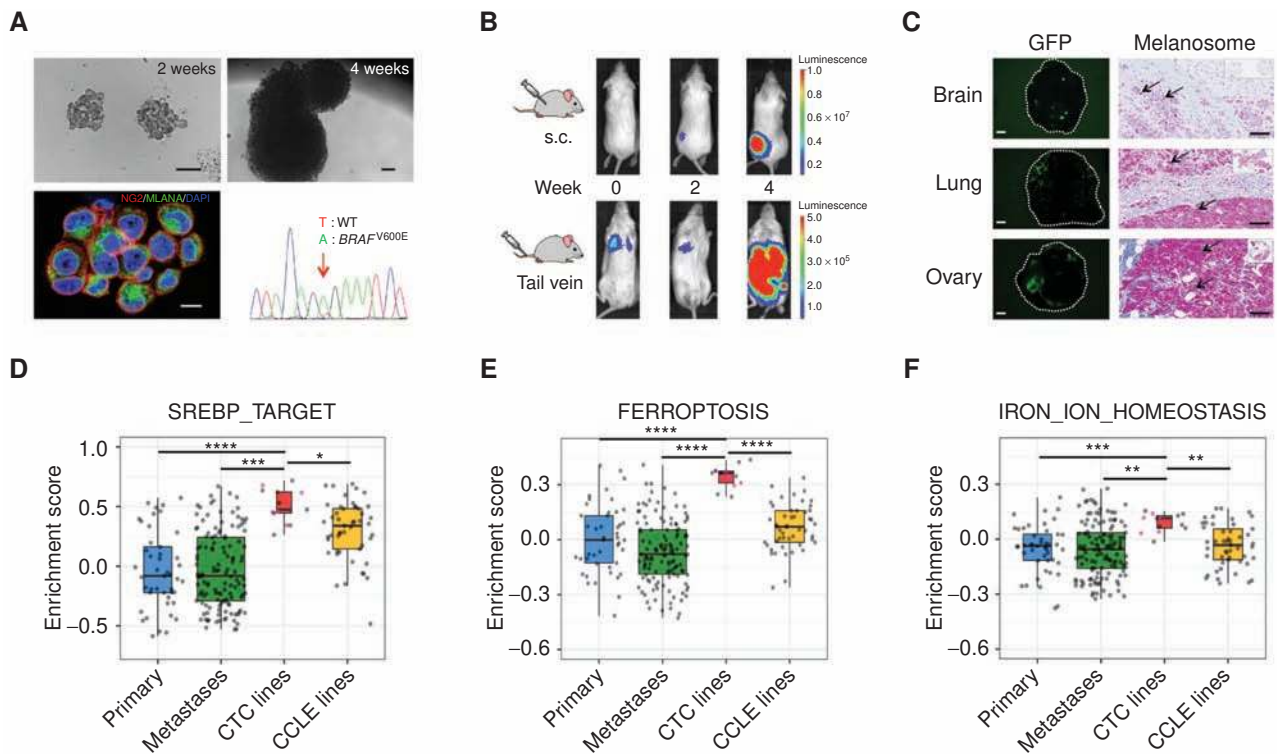 A
2 weeks
4 weeks
NG2/MLANA/DAPI
T : WT
A : BRAF^V600E
B
Luminescence
1.0
0.8
0.6 × 10⁷
0.4
0.2
s.c.
Week
0
2
4
Luminescence
5.0
4.0
3.0 × 10⁵
2.0
1.0
Tail vein
C
GFP
Melanosome
Brain
Lung
Ovary
D
SREBP_TARGET
Enrichment score
1.0
0.5
0.0
−0.5
****
***
*
Primary
Metastases
CTC lines
CCLE lines
E
FERROPTOSIS
Enrichment score
0.3
0.0
−0.3
−0.6
****
****
****
Primary
Metastases
CTC lines
CCLE lines
F
IRON_ION_HOMEOSTASIS
Enrichment score
0.3
0.0
−0.3
−0.6
***
**
**
Primary
Metastases
CTC lines
CCLE lines